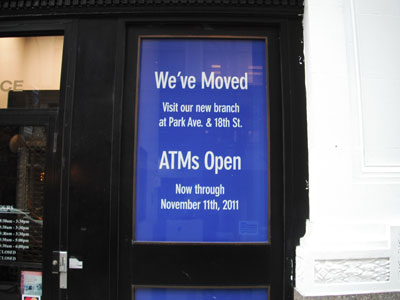 We've Moved
Visit our new branch
at Park Ave. & 18th St.
ATMs Open
Now through
November 11th, 2011
CE